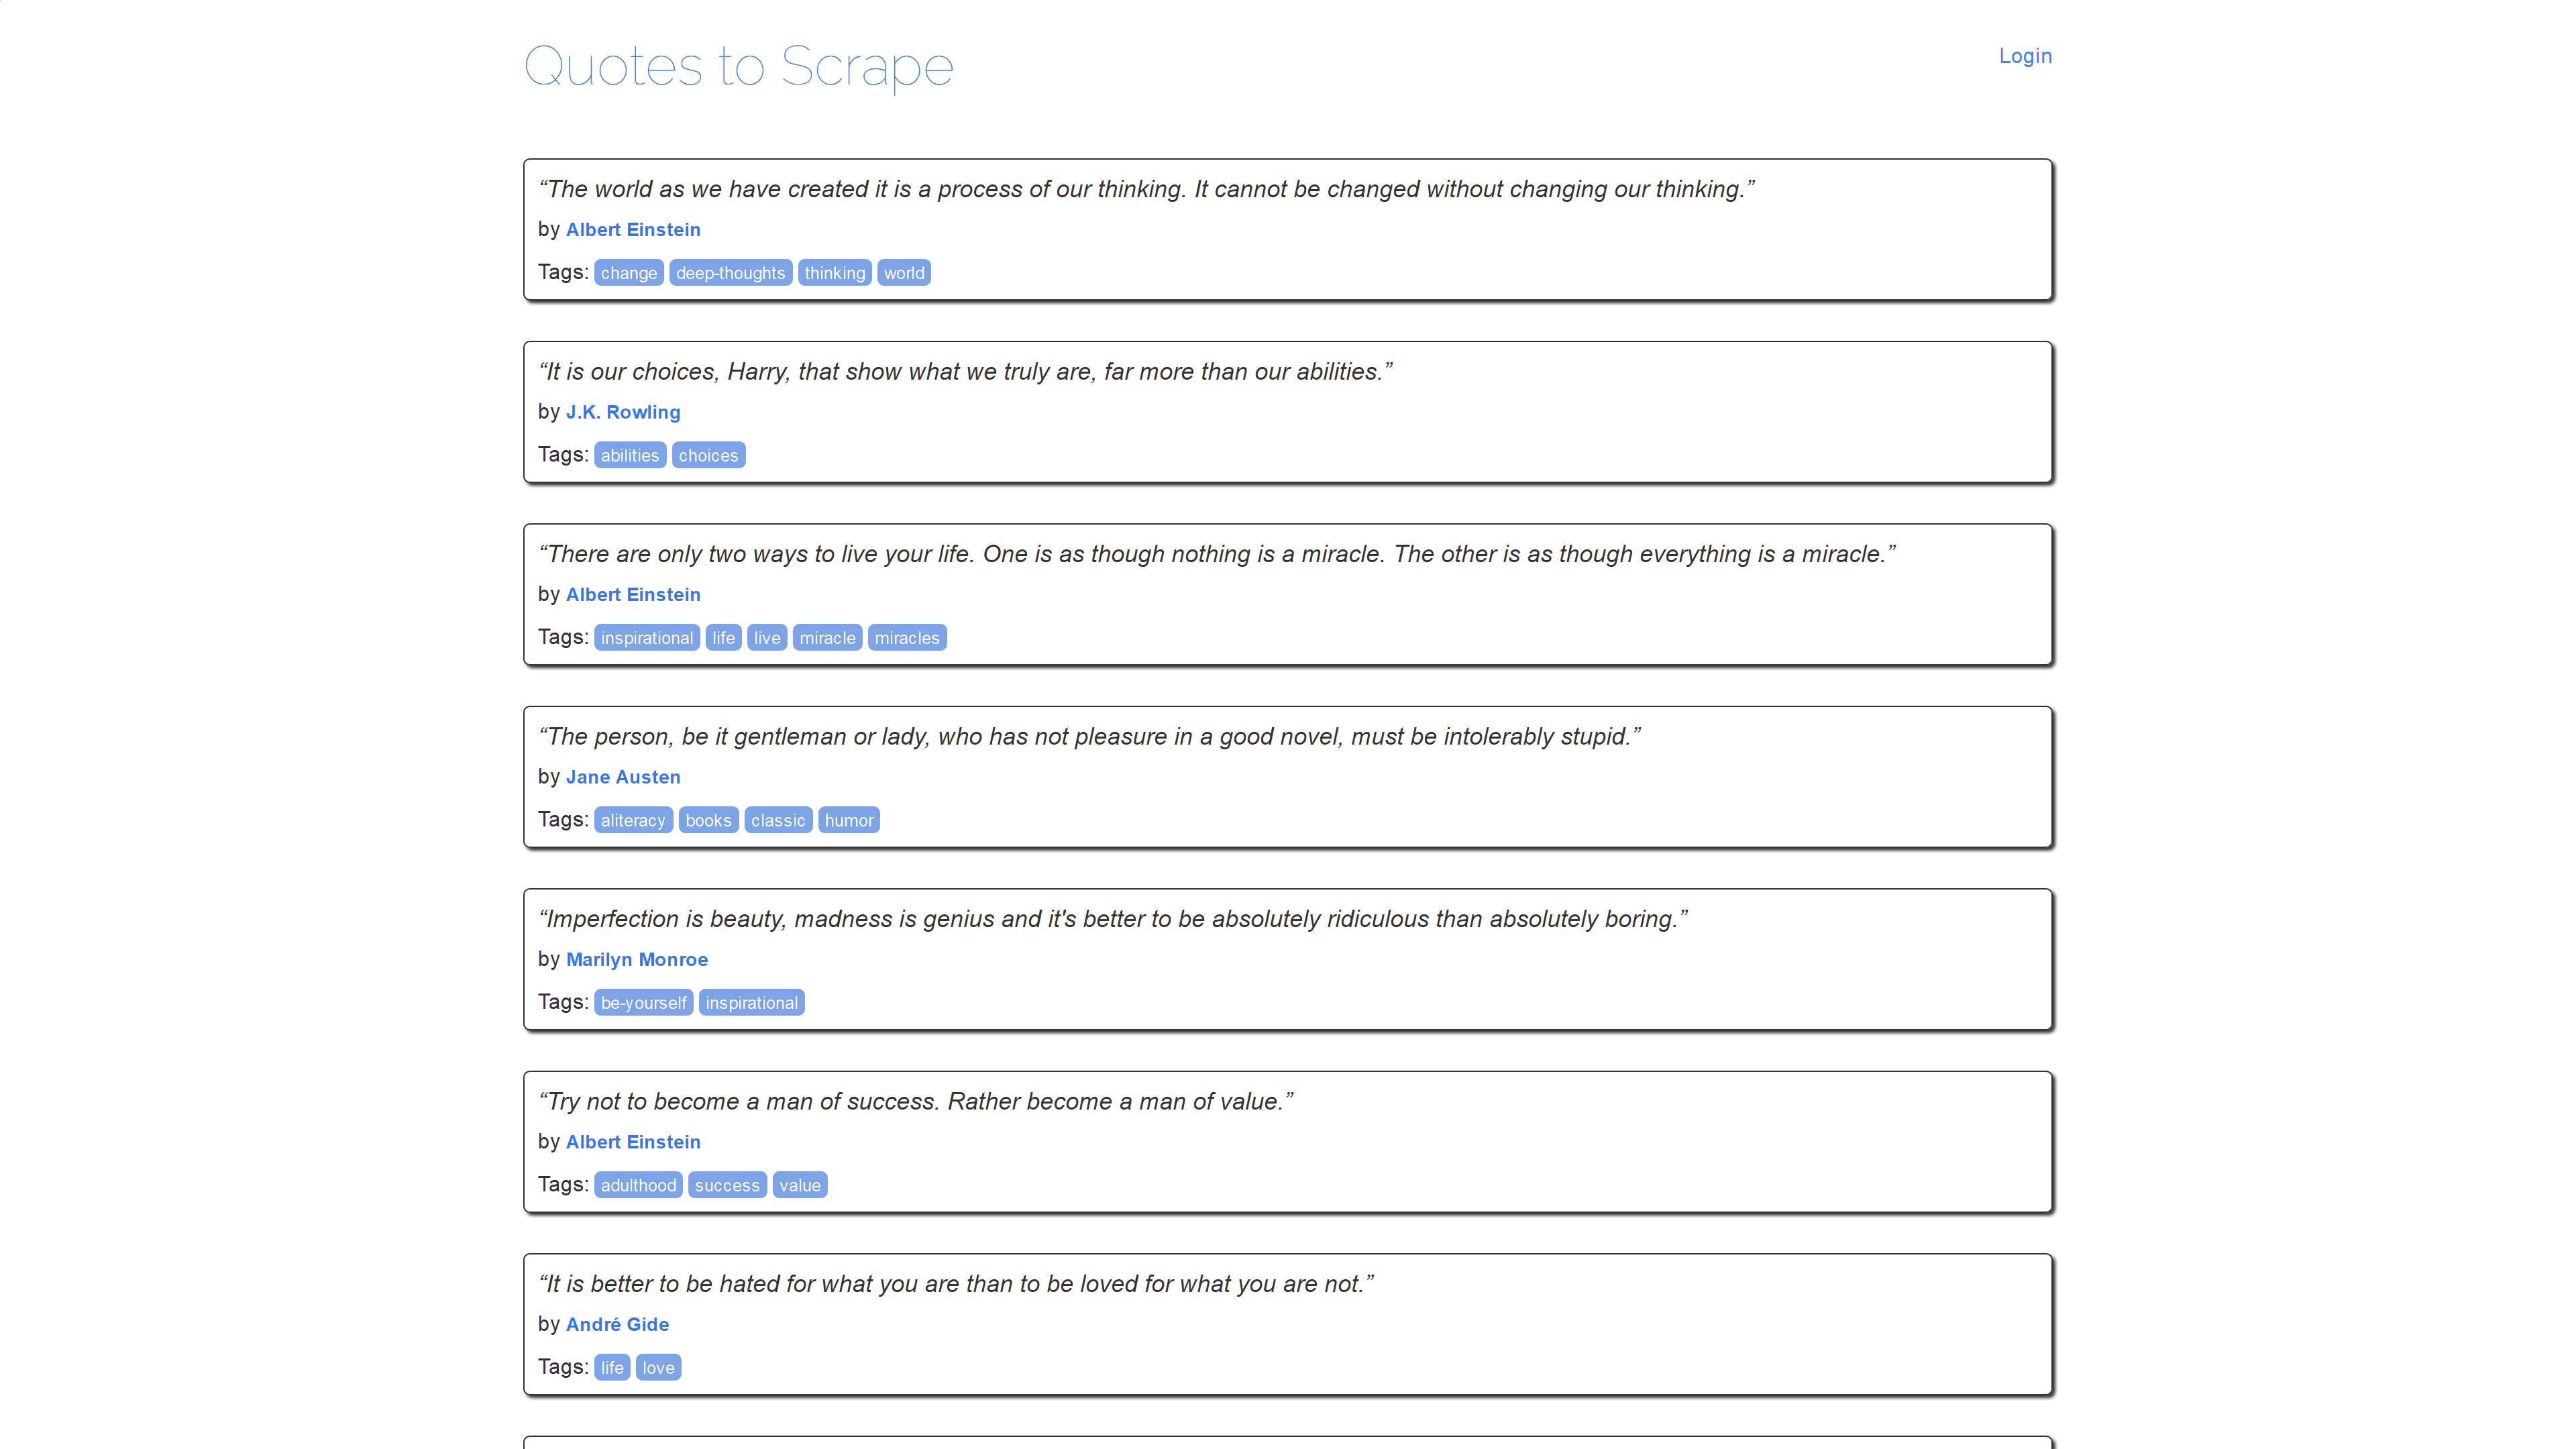 Quotes to Scrape
Login
“The world as we have created it is a process of our thinking. It cannot be changed without changing our thinking.”
by Albert Einstein
Tags: change deep-thoughts thinking world
“It is our choices, Harry, that show what we truly are, far more than our abilities.”
by J.K. Rowling
Tags: abilities choices
“There are only two ways to live your life. One is as though nothing is a miracle. The other is as though everything is a miracle.”
by Albert Einstein
Tags: inspirational life live miracle miracles
“The person, be it gentleman or lady, who has not pleasure in a good novel, must be intolerably stupid.”
by Jane Austen
Tags: aliteracy books classic humor
“Imperfection is beauty, madness is genius and it's better to be absolutely ridiculous than absolutely boring.”
by Marilyn Monroe
Tags: be-yourself inspirational
“Try not to become a man of success. Rather become a man of value.”
by Albert Einstein
Tags: adulthood success value
“It is better to be hated for what you are than to be loved for what you are not.”
by André Gide
Tags: life love